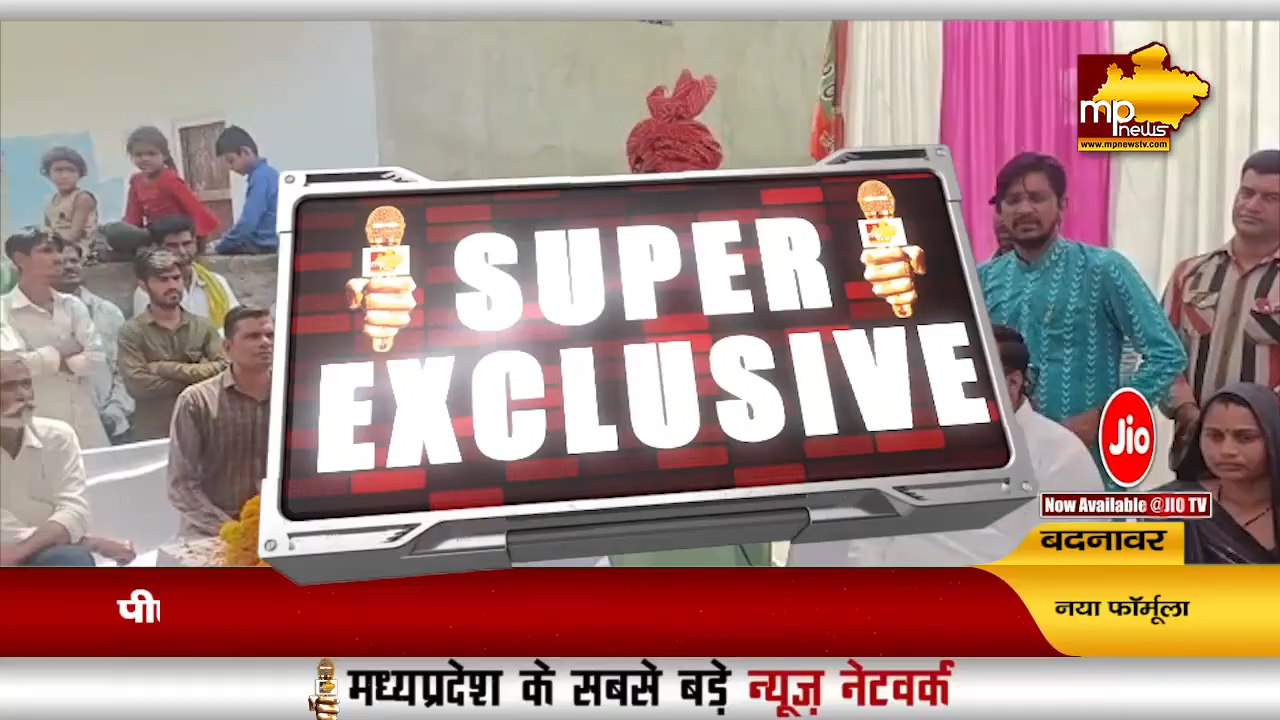 mp
news
www.mpnewstv.com
SUPER
EXCLUSIVE
Jio
Now Available @JIO TV
बदनावर
नया फॉर्मूला
मध्यप्रदेश के सबसे बड़े न्यूज़ नेटवर्क